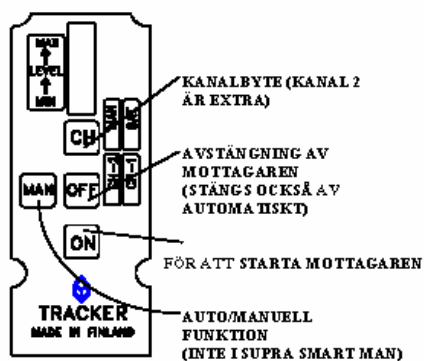 MAX
LEVEL
MIN
CH
MAN
OFF
ON
TRACKER
MADE IN FINLAND
KANALBYTE (KANAL 2
ÄR EXTRA)
AVSTÄNGNING AV
MOTTAGAREN
(STÄNGS OCKSÅ AV
AUTOMATISKT)
FÖR ATT STARTA MOTTAGAREN
AUTO/MANUELL
FUNKTION
(INTE I SUPRA SMART MAN)